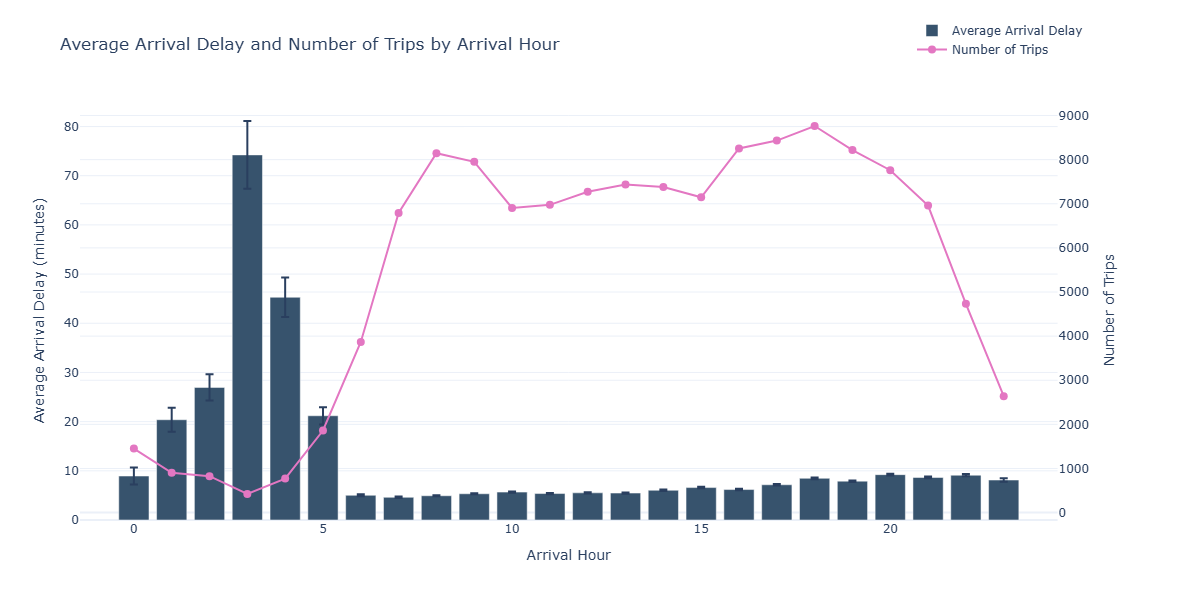 Average Arrival Delay and Number of Trips by Arrival Hour
Average Arrival Delay
Number of Trips
80
70
60
50
40
30
20
10
0
Average Arrival Delay (minutes)
9000
8000
7000
6000
5000
4000
3000
2000
1000
0
Number of Trips
0 5 10 15 20
Arrival Hour